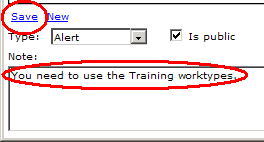 Save New
Type: Alert Is public
Note:
You need to use the Training worktypes.